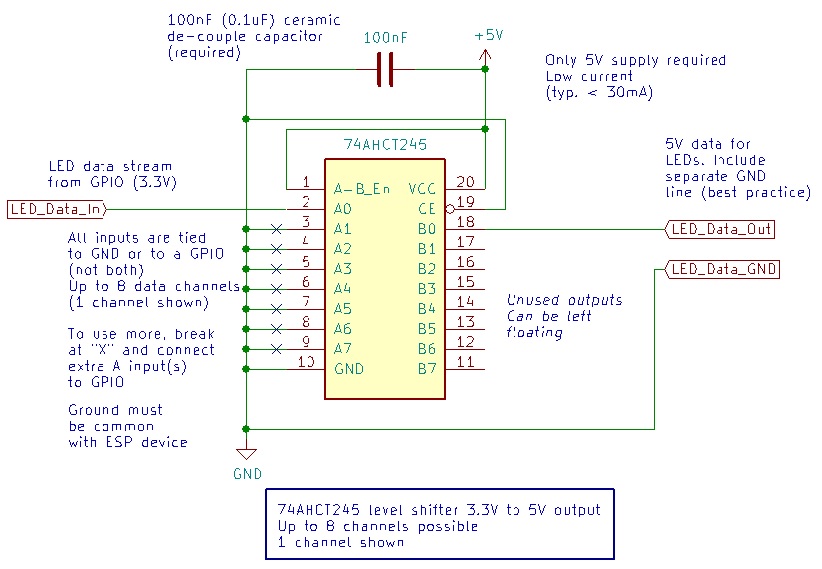 100nF (0.1uF) ceramic
de-couple capacitor
(required)
100nF
+5V
Only 5V supply required
Low current
(typ. < 30mA)
74AHCT245
5V data for
LEDs. Include
separate GND
line (best practice)
LED data stream
from GPIO (3.3V)
LED_Data_In
1 A-B_En VCC 20
2 A0 CE 19
3 A1 B0 18
4 A2 B1 17
5 A3 B2 16
6 A4 B3 15
7 A5 B4 14
8 A6 B5 13
9 A7 B6 12
10 GND B7 11
LED_Data_Out
LED_Data_GND
All inputs are tied
to GND or to a GPIO
(not both)
Up to 8 data channels
(1 channel shown)
To use more, break
at "X" and connect
extra A input(s)
to GPIO
Ground must
be common
with ESP device
Unused outputs
Can be left
floating
GND
74AHCT245 level shifter 3.3V to 5V output
Up to 8 channels possible
1 channel shown